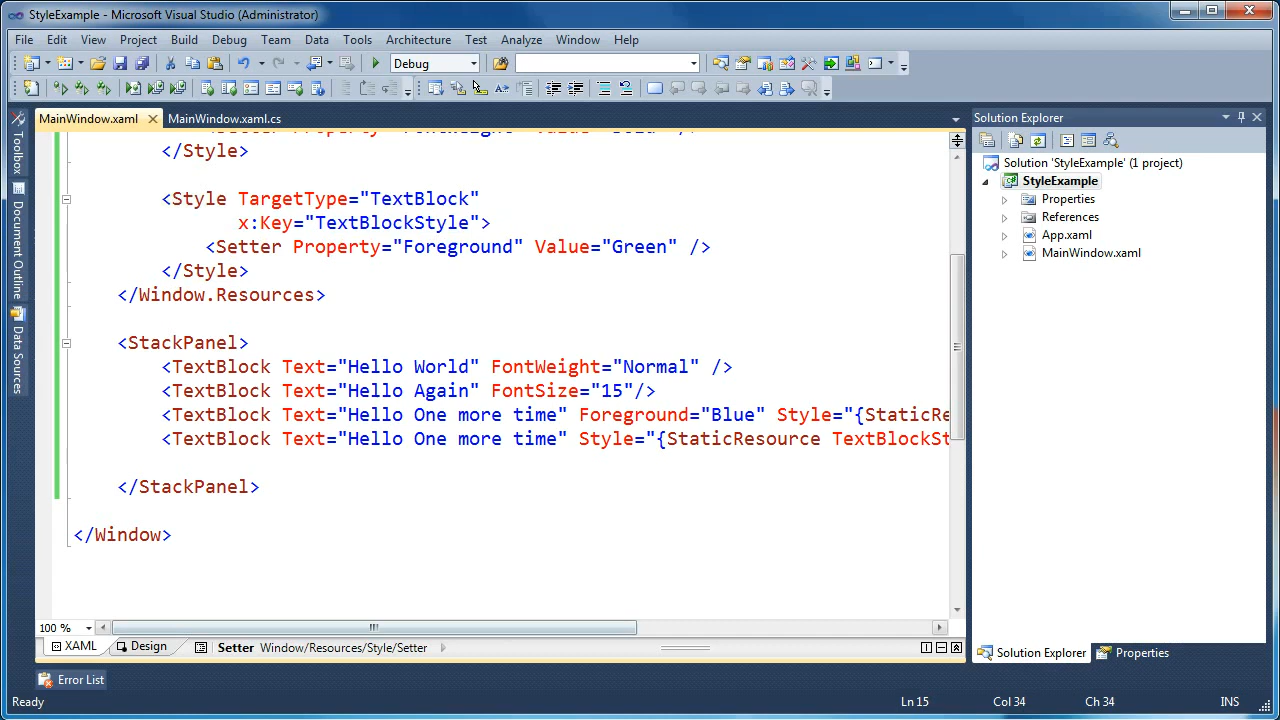 StyleExample - Microsoft Visual Studio (Administrator)
File Edit View Project Build Debug Team Data Tools Architecture Test Analyze Window Help
Debug
MainWindow.xaml MainWindow.xaml.cs
</Style>
<Style TargetType="TextBlock"
x:Key="TextBlockStyle">
<Setter Property="Foreground" Value="Green" />
</Style>
</Window.Resources>
<StackPanel>
<TextBlock Text="Hello World" FontWeight="Normal" />
<TextBlock Text="Hello Again" FontSize="15"/>
<TextBlock Text="Hello One more time" Foreground="Blue" Style="{StaticRe
<TextBlock Text="Hello One more time" Style="{StaticResource TextBlockSt
</StackPanel>
</Window>
100 %
XAML Design Setter Window/Resources/Style/Setter
Toolbox
Document Outline
Data Sources
Solution Explorer
Solution 'StyleExample' (1 project)
StyleExample
Properties
References
App.xaml
MainWindow.xaml
Solution Explorer Properties
Error List
Ready Ln 15 Col 34 Ch 34 INS